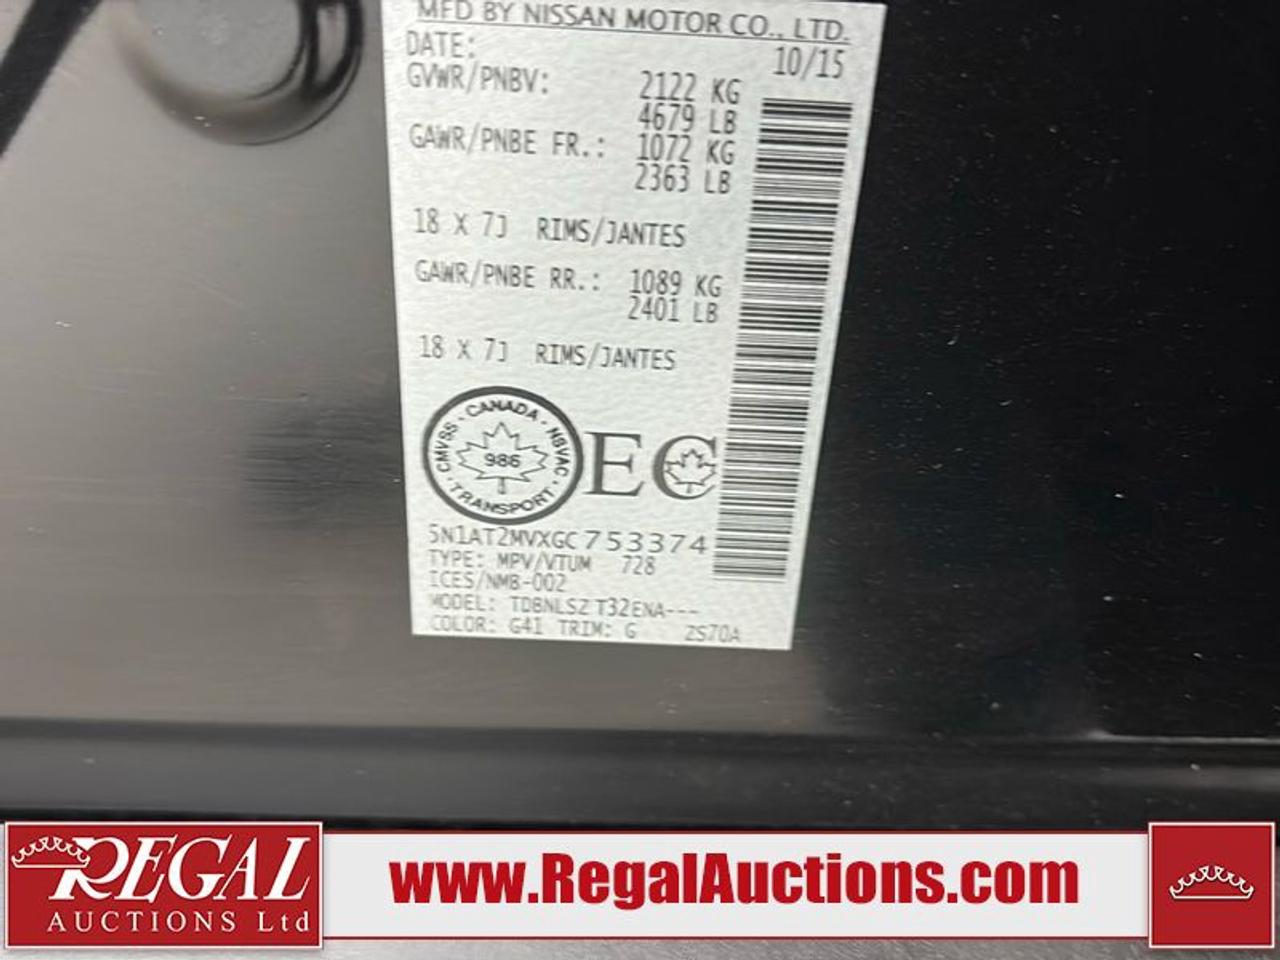 MFD BY NISSAN MOTOR CO., LTD.
DATE: 10/15
GVWR/PNBV: 2122 KG
4679 LB
GAWR/PNBE FR.: 1072 KG
2363 LB
18 X 7J RIMS/JANTES
GAWR/PNBE RR.: 1089 KG
2401 LB
18 X 7J RIMS/JANTES
CMVSS · CANADA · NSVAC · TRANSPORT ·
986
EC
5N1AT2MVXGC753374
TYPE: MPV/VTUM 728
ICES/NMB-002
MODEL: TDBNLSZ T32ENA---
COLOR: G41 TRIM: G ZS70A
REGAL
AUCTIONS Ltd
www.RegalAuctions.com